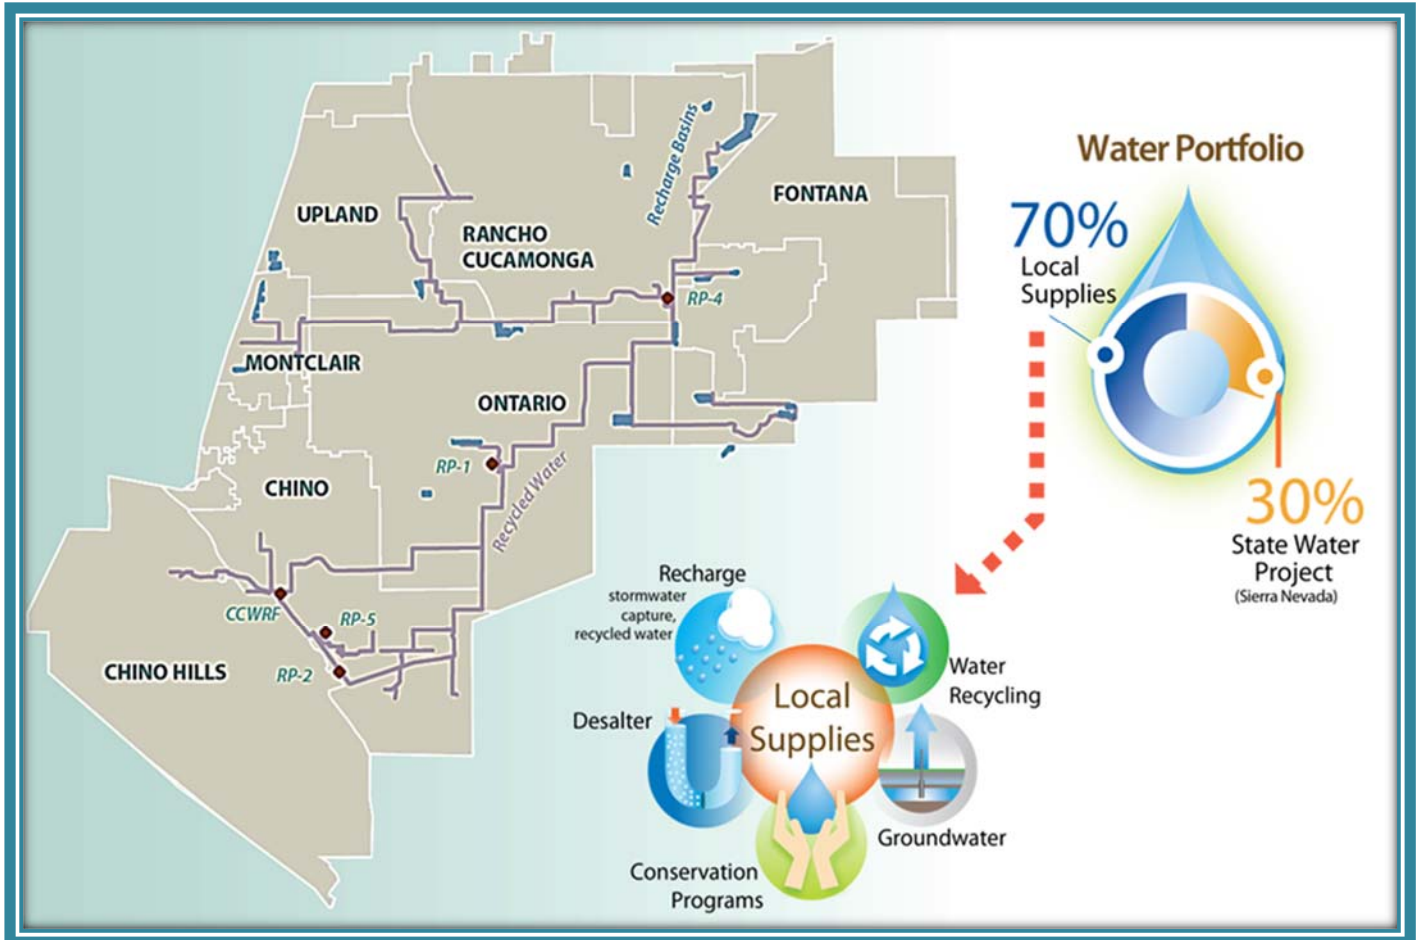 UPLAND
RANCHO
CUCAMONGA
Recharge Basins
FONTANA
RP-4
MONTCLAIR
ONTARIO
RP-1
Recycled Water
CHINO
CCWRF
RP-5
RP-2
CHINO HILLS
Water Portfolio
70%
Local
Supplies
30%
State Water
Project
(Sierra Nevada)
Recharge
stormwater
capture,
recycled water
Water
Recycling
Local
Supplies
Desalter
Groundwater
Conservation
Programs